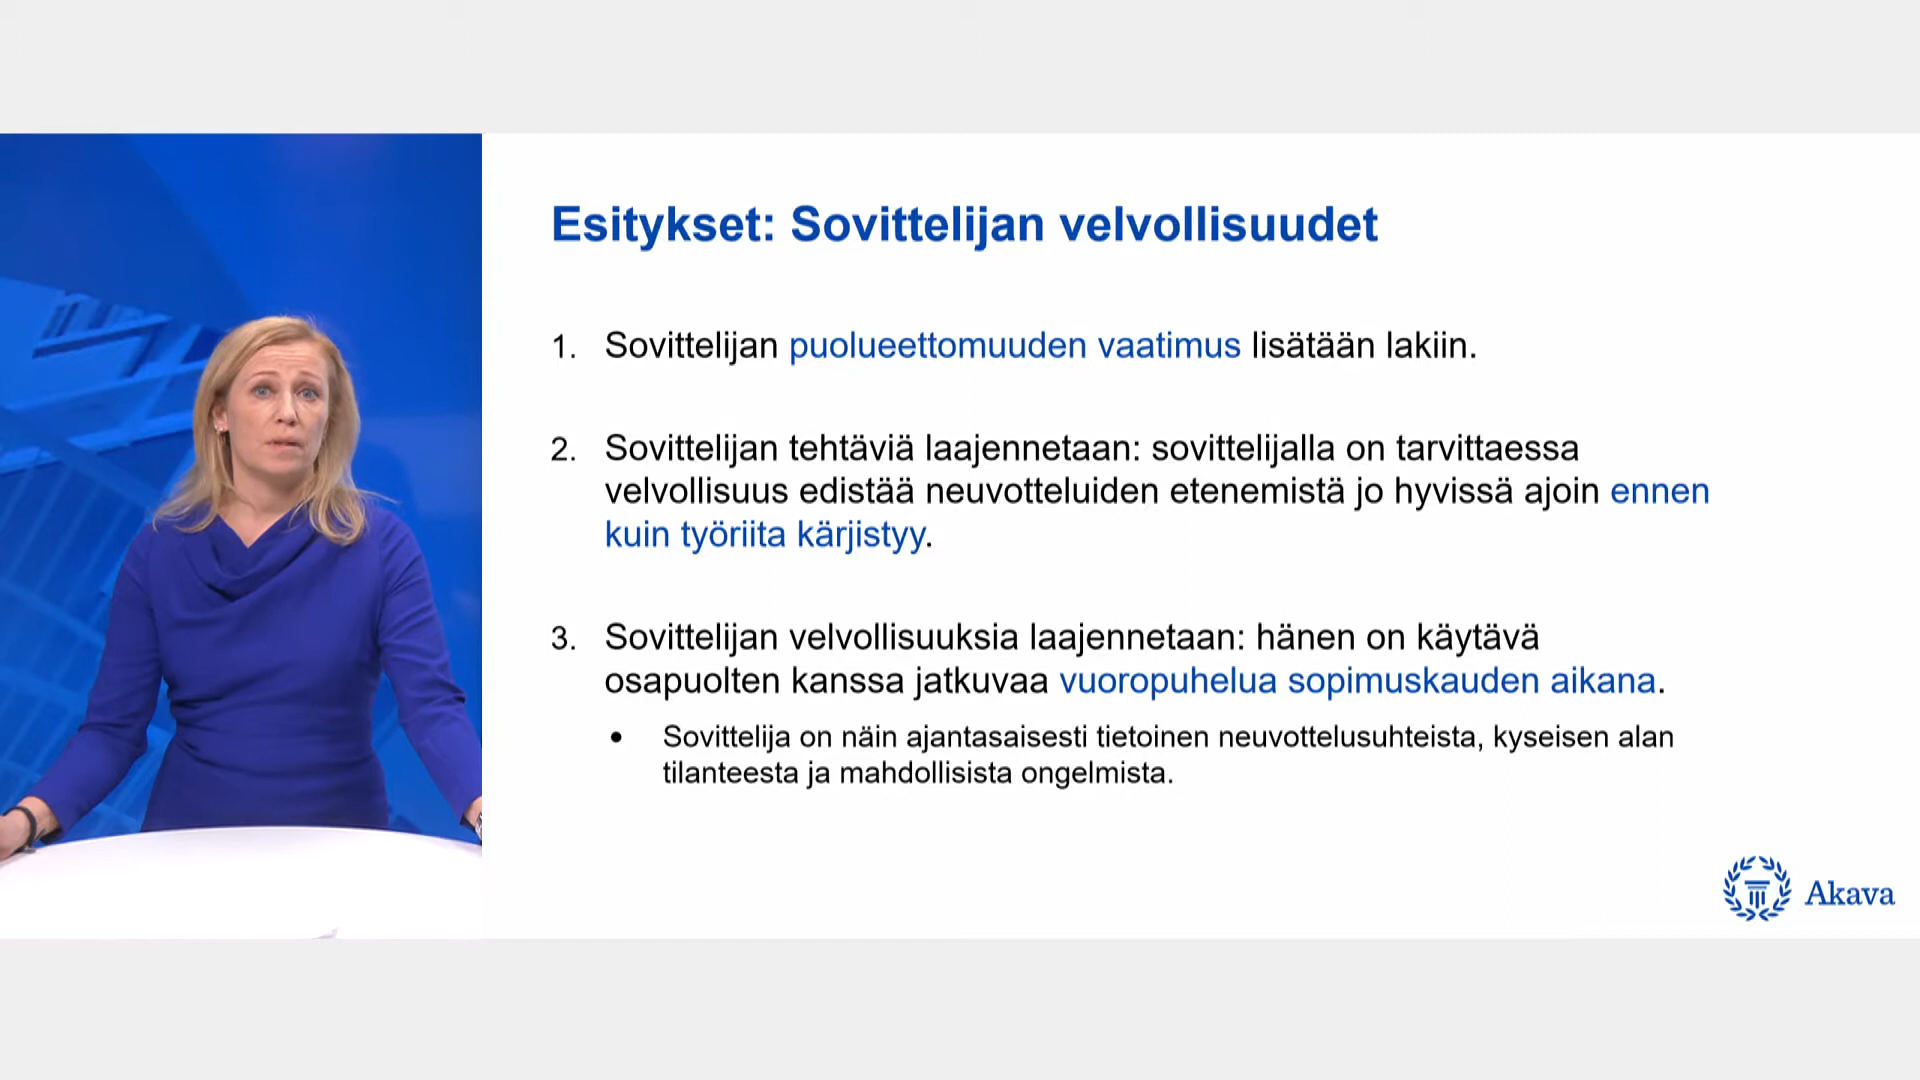 Esitykset: Sovittelijan velvollisuudet
1. Sovittelijan puolueettomuuden vaatimus lisätään lakiin.
2. Sovittelijan tehtäviä laajennetaan: sovittelijalla on tarvittaessa
velvollisuus edistää neuvotteluiden etenemistä jo hyvissä ajoin ennen
kuin työriita kärjistyy.
3. Sovittelijan velvollisuuksia laajennetaan: hänen on käytävä
osapuolten kanssa jatkuvaa vuoropuhelua sopimuskauden aikana.
• Sovittelija on näin ajantasaisesti tietoinen neuvottelusuhteista, kyseisen alan
tilanteesta ja mahdollisista ongelmista.
Akava